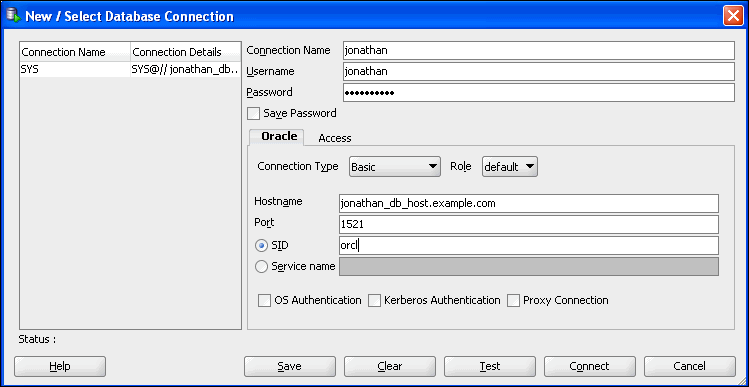 New / Select Database Connection
Connection Name Connection Details
SYS SYS@// jonathan_db...
Connection Name jonathan
Username jonathan
Password ••••••••••
Save Password
Oracle Access
Connection Type Basic Role default
Hostname jonathan_db_host.example.com
Port 1521
SID orcl
Service name
OS Authentication Kerberos Authentication Proxy Connection
Status :
Help Save Clear Test Connect Cancel